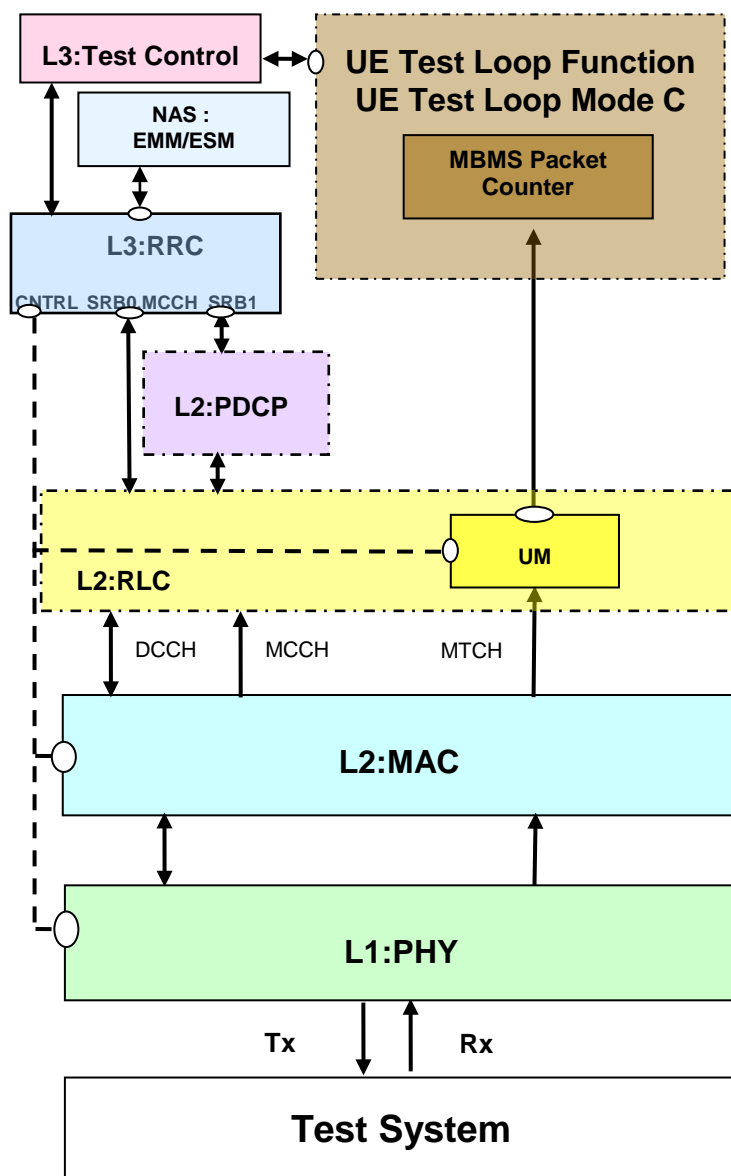 L3:Test Control
UE Test Loop Function
UE Test Loop Mode C
NAS :
EMM/ESM
MBMS Packet
Counter
L3:RRC
CNTRL SRB0 MCCH SRB1
L2:PDCP
UM
L2:RLC
DCCH MCCH MTCH
L2:MAC
L1:PHY
Tx Rx
Test System